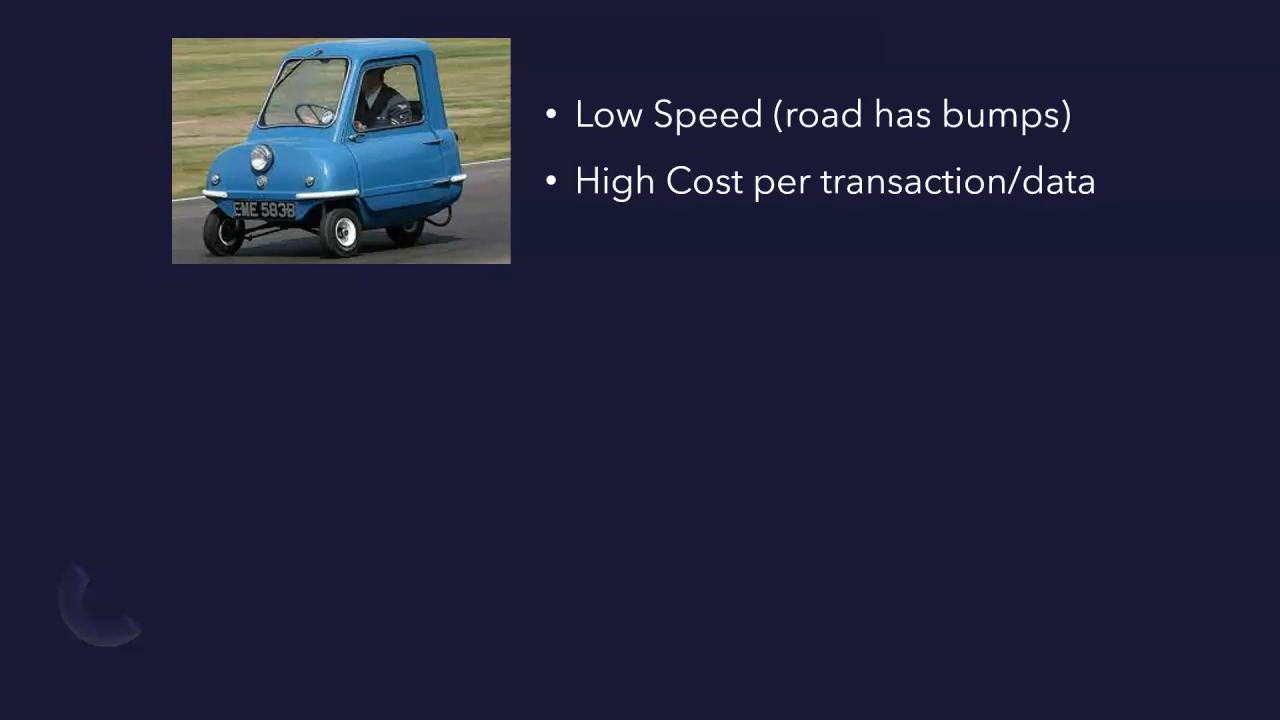 • Low Speed (road has bumps)
• High Cost per transaction/data
EME 583B